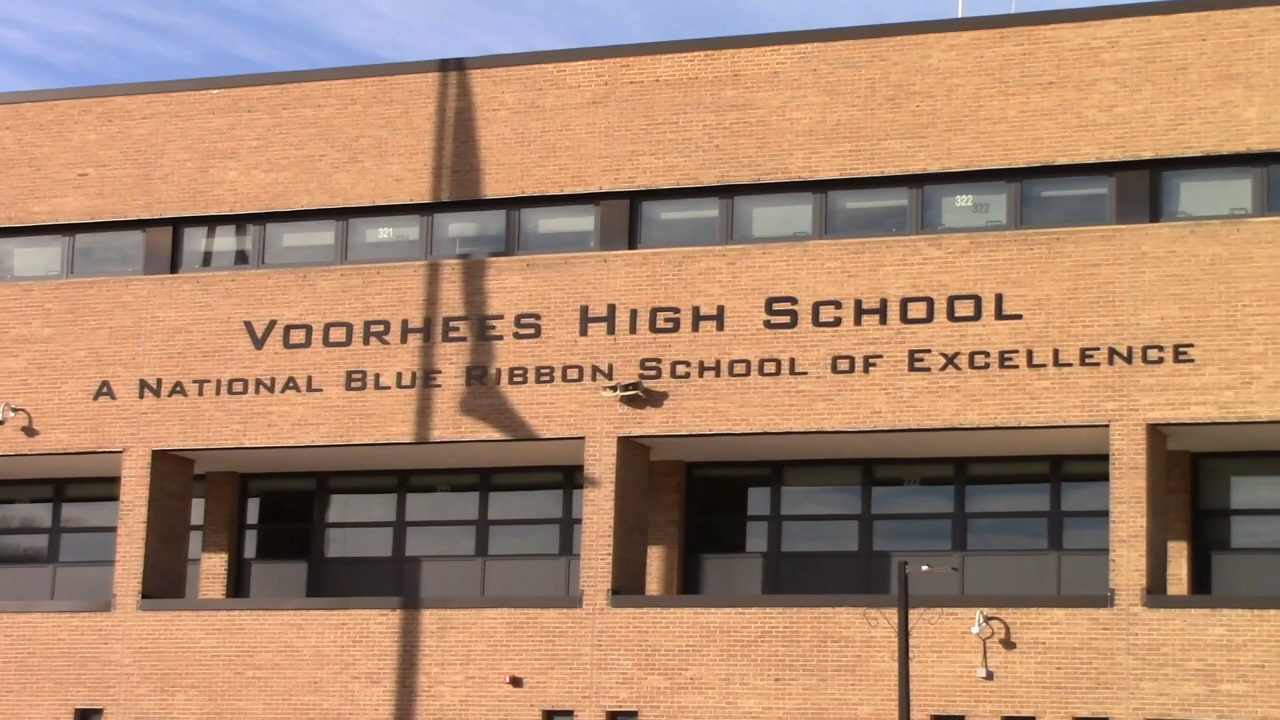 321
322
VOORHEES HIGH SCHOOL
A NATIONAL BLUE RIBBON SCHOOL OF EXCELLENCE